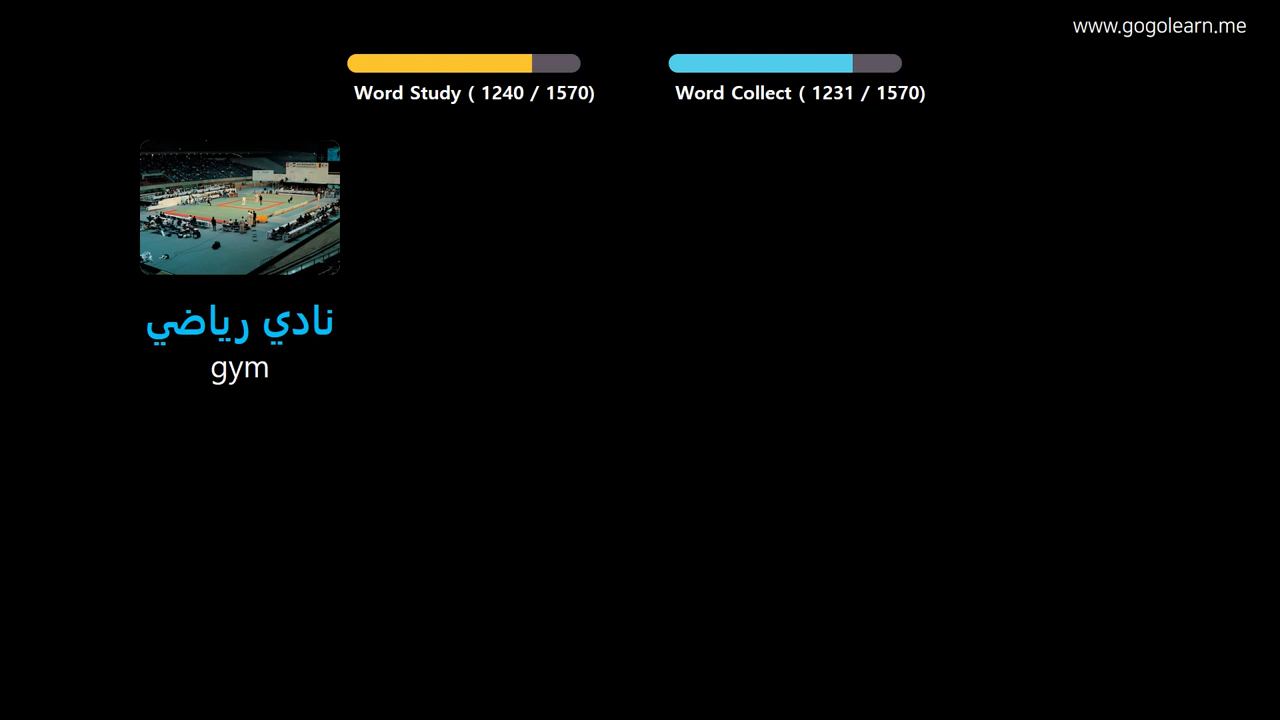 www.gogolearn.me
Word Study ( 1240 / 1570)
Word Collect ( 1231 / 1570)
نادي رياضي
gym